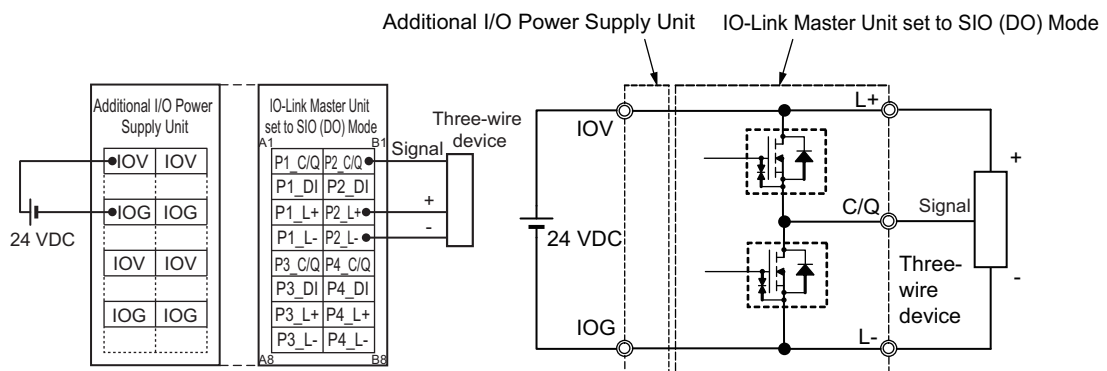 Additional I/O Power Supply Unit
IO-Link Master Unit set to SIO (DO) Mode
Additional I/O Power
Supply Unit
IOV IOV
IOG IOG
IOV IOV
IOG IOG
24 VDC
IO-Link Master Unit
set to SIO (DO) Mode
A1 B1
P1_C/Q P2_C/Q
P1_DI P2_DI
P1_L+ P2_L+
P1_L- P2_L-
P3_C/Q P4_C/Q
P3_DI P4_DI
P3_L+ P4_L+
P3_L- P4_L-
A8 B8
Three-wire
device
Signal
+
-
IOV
24 VDC
IOG
L+
C/Q
L-
Signal
+
-
Three-
wire
device